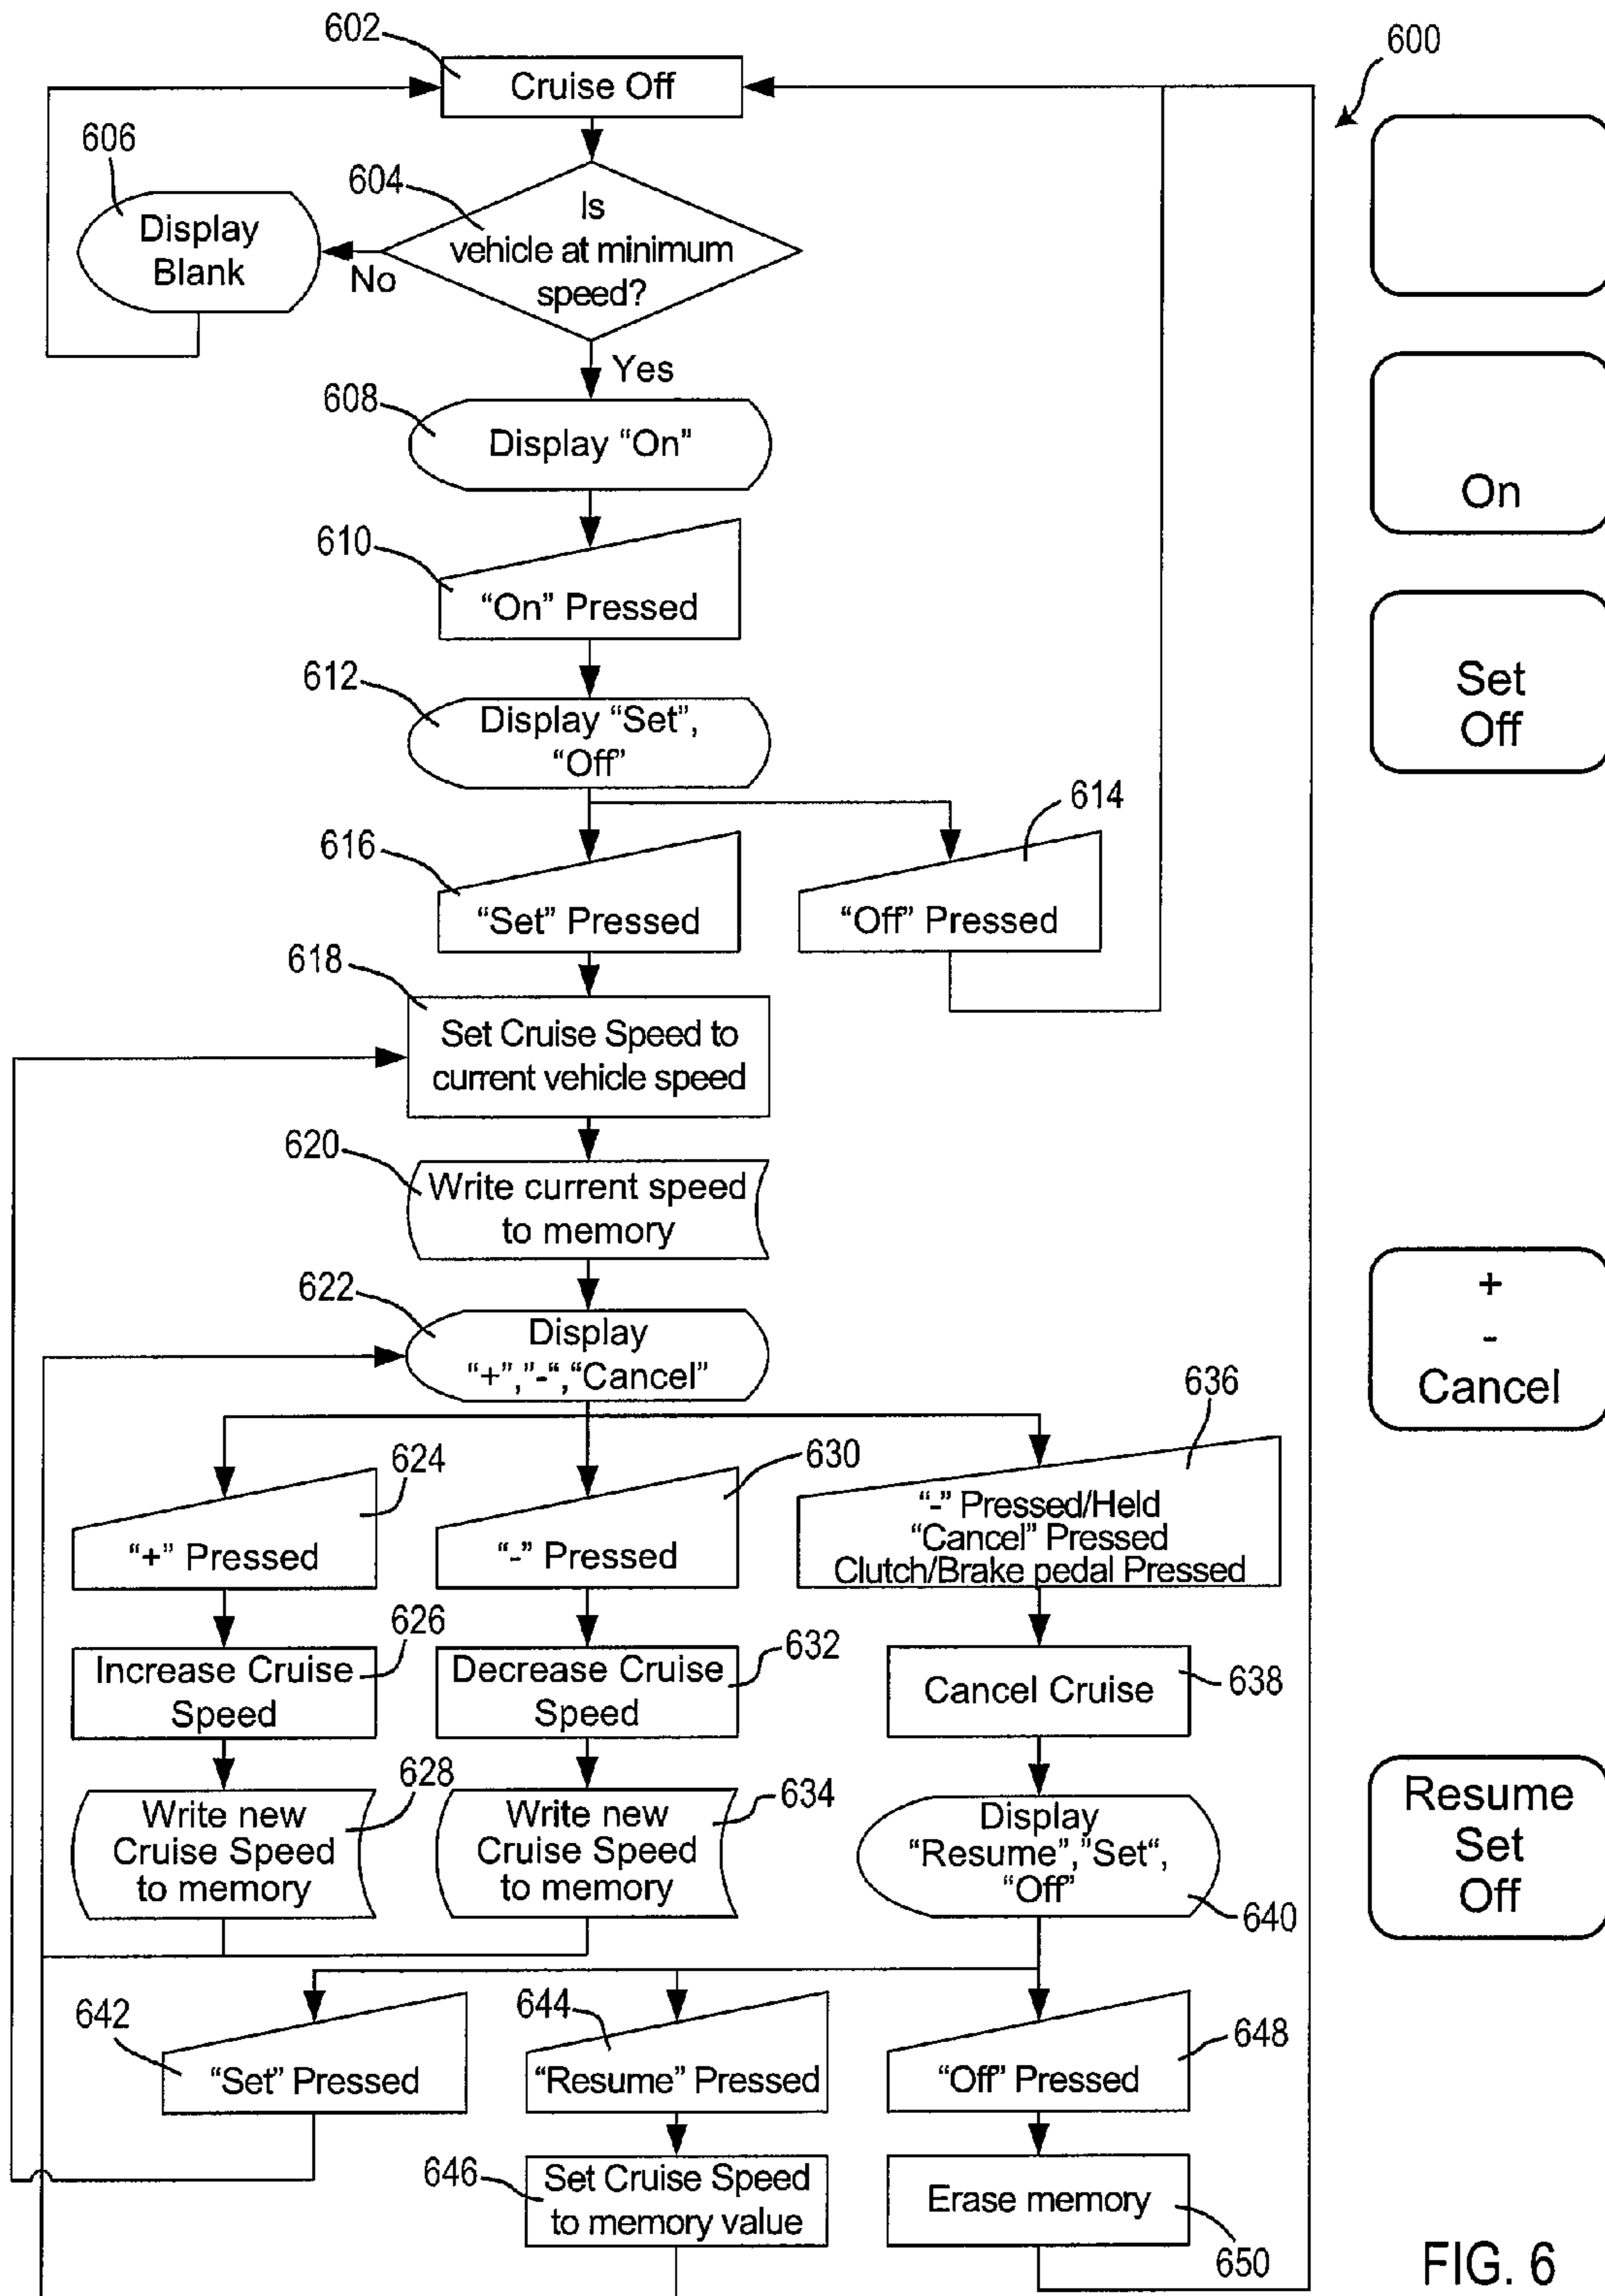 602
Cruise Off
600
606
Display
Blank
604
Is
vehicle at minimum
speed?
No
Yes
608
Display “On”
On
610
“On” Pressed
612
Display “Set”,
“Off”
Set
Off
616
“Set” Pressed
614
“Off” Pressed
618
Set Cruise Speed to
current vehicle speed
620
Write current speed
to memory
622
Display
“+”,”-“,“Cancel”
+
-
Cancel
624
“+” Pressed
630
“-” Pressed
636
“-” Pressed/Held
“Cancel” Pressed
Clutch/Brake pedal Pressed
626
Increase Cruise
Speed
632
Decrease Cruise
Speed
638
Cancel Cruise
628
Write new
Cruise Speed
to memory
634
Write new
Cruise Speed
to memory
640
Display
“Resume”,”Set“,
“Off”
Resume
Set
Off
642
“Set” Pressed
644
“Resume” Pressed
648
“Off” Pressed
646
Set Cruise Speed
to memory value
650
Erase memory
FIG. 6